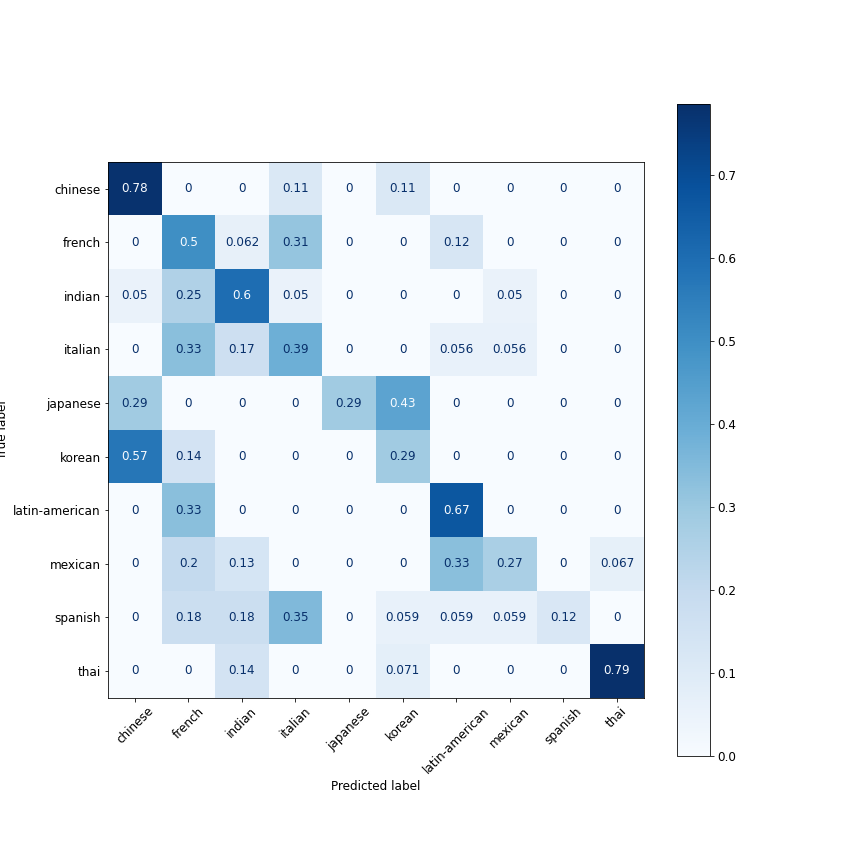 chinese 0.78 0 0 0.11 0 0.11 0 0 0 0
french 0 0.5 0.062 0.31 0 0 0.12 0 0 0
indian 0.05 0.25 0.6 0.05 0 0 0 0.05 0 0
italian 0 0.33 0.17 0.39 0 0 0.056 0.056 0 0
japanese 0.29 0 0 0 0.29 0.43 0 0 0 0
korean 0.57 0.14 0 0 0 0.29 0 0 0 0
latin-american 0 0.33 0 0 0 0 0.67 0 0 0
mexican 0 0.2 0.13 0 0 0 0.33 0.27 0 0.067
spanish 0 0.18 0.18 0.35 0 0.059 0.059 0.059 0.12 0
thai 0 0 0.14 0 0 0.071 0 0 0 0.79
chinese french indian italian japanese korean latin-american mexican spanish thai
Predicted label
label
0.7
0.6
0.5
0.4
0.3
0.2
0.1
0.0